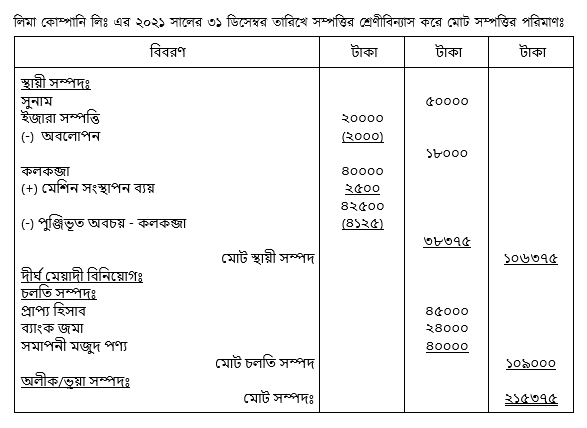 লিমা কোম্পানি লিঃ এর ২০২১ সালের ৩১ ডিসেম্বর তারিখে সম্পত্তির শ্রেণীবিন্যাস করে মোট সম্পত্তির পরিমাণঃ
বিবরণ টাকা টাকা টাকা
স্থায়ী সম্পদঃ
সুনাম ৫০০০০
ইজারা সম্পত্তি ২০০০০
(-) অবলোপন (২০০০)
১৮০০০
কলকব্জা ৪০০০০
(+) মেশিন সংস্থাপন ব্যয় ২৫০০
৪২৫০০
(-) পুঞ্জিভূত অবচয় - কলকব্জা (৪১২৫)
৩৮৩৭৫
মোট স্থায়ী সম্পদ ১০৬৩৭৫
দীর্ঘ মেয়াদী বিনিয়োগঃ
চলতি সম্পদঃ
প্রাপ্য হিসাব ৪৫০০০
ব্যাংক জমা ২৪০০০
সমাপনী মজুদ পণ্য ৪০০০০
মোট চলতি সম্পদ ১০৯০০০
অলীক/ভুয়া সম্পদঃ
মোট সম্পদঃ ২১৫৩৭৫